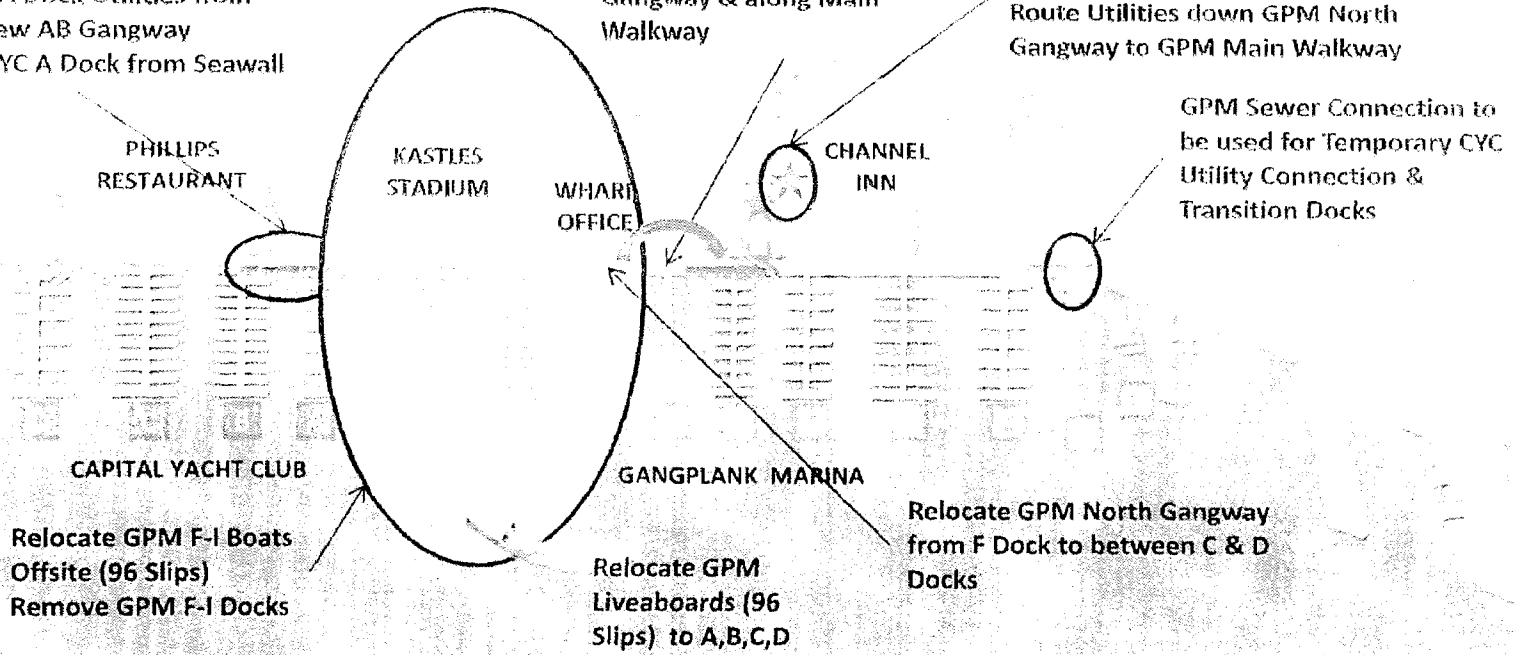 Gangway & along Main
Walkway
ew AB Gangway
YC A Dock from Seawall
Route Utilities down GPM North
Gangway to GPM Main Walkway
GPM Sewer Connection to
be used for Temporary CYC
Utility Connection &
Transition Docks
PHILLIPS
RESTAURANT
KASTLES
STADIUM
WHARF
OFFICE
CHANNEL
INN
CAPITAL YACHT CLUB
GANGPLANK MARINA
Relocate GPM F-I Boats
Offsite (96 Slips)
Remove GPM F-I Docks
Relocate GPM
Liveaboards (96
Slips) to A,B,C,D
Relocate GPM North Gangway
from F Dock to between C & D
Docks